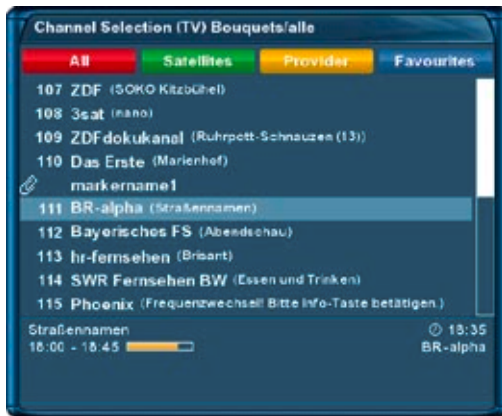 Channel Selection (TV) Bouquets/alle
All Satellites Provider Favourites
107 ZDF (SOKO Kitzbühel)
108 3sat (nano)
109 ZDFdokukanal (Ruhrpott-Schnauzen (13))
110 Das Erste (Marienhof)
markername1
111 BR-alpha (Straßennamen)
112 Bayerisches FS (Abendschau)
113 hr-fernsehen (Brisant)
114 SWR Fernsehen BW (Essen und Trinken)
115 Phoenix (Frequenzwechsel! Bitte Info-Taste betätigen.)
Straßennamen 18:35
18:00 - 18:45 BR-alpha